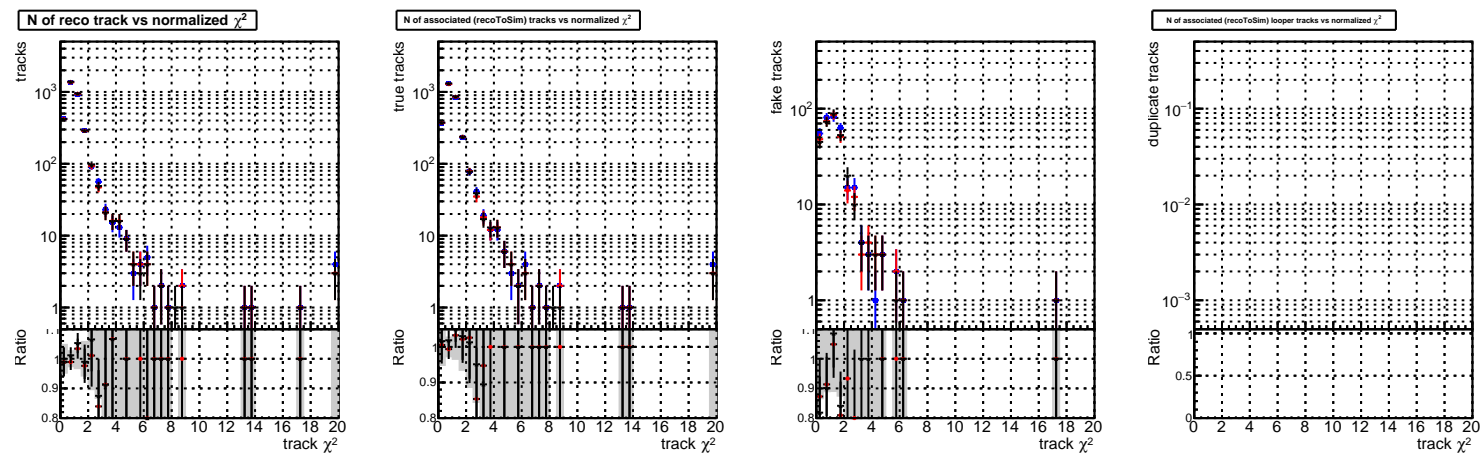 N of reco track vs normalized χ²
tracks
10³
10²
10
1
Ratio
1.1
1
0.9
0.8
0 2 4 6 8 10 12 14 16 18 20
track χ²
N of associated (recoToSim) tracks vs normalized χ²
true tracks
10³
10²
10
1
Ratio
1
0.9
0.8
0 2 4 6 8 10 12 14 16 18 20
track χ²
fake tracks
10²
10
1
Ratio
1.1
1
0.9
0.8
0 2 4 6 8 10 12 14 16 18 20
track χ²
N of associated (recoToSim) looper tracks vs normalized χ²
duplicate tracks
10⁻¹
10⁻²
10⁻³
Ratio
1
0.5
0
0 2 4 6 8 10 12 14 16 18 20
track χ²